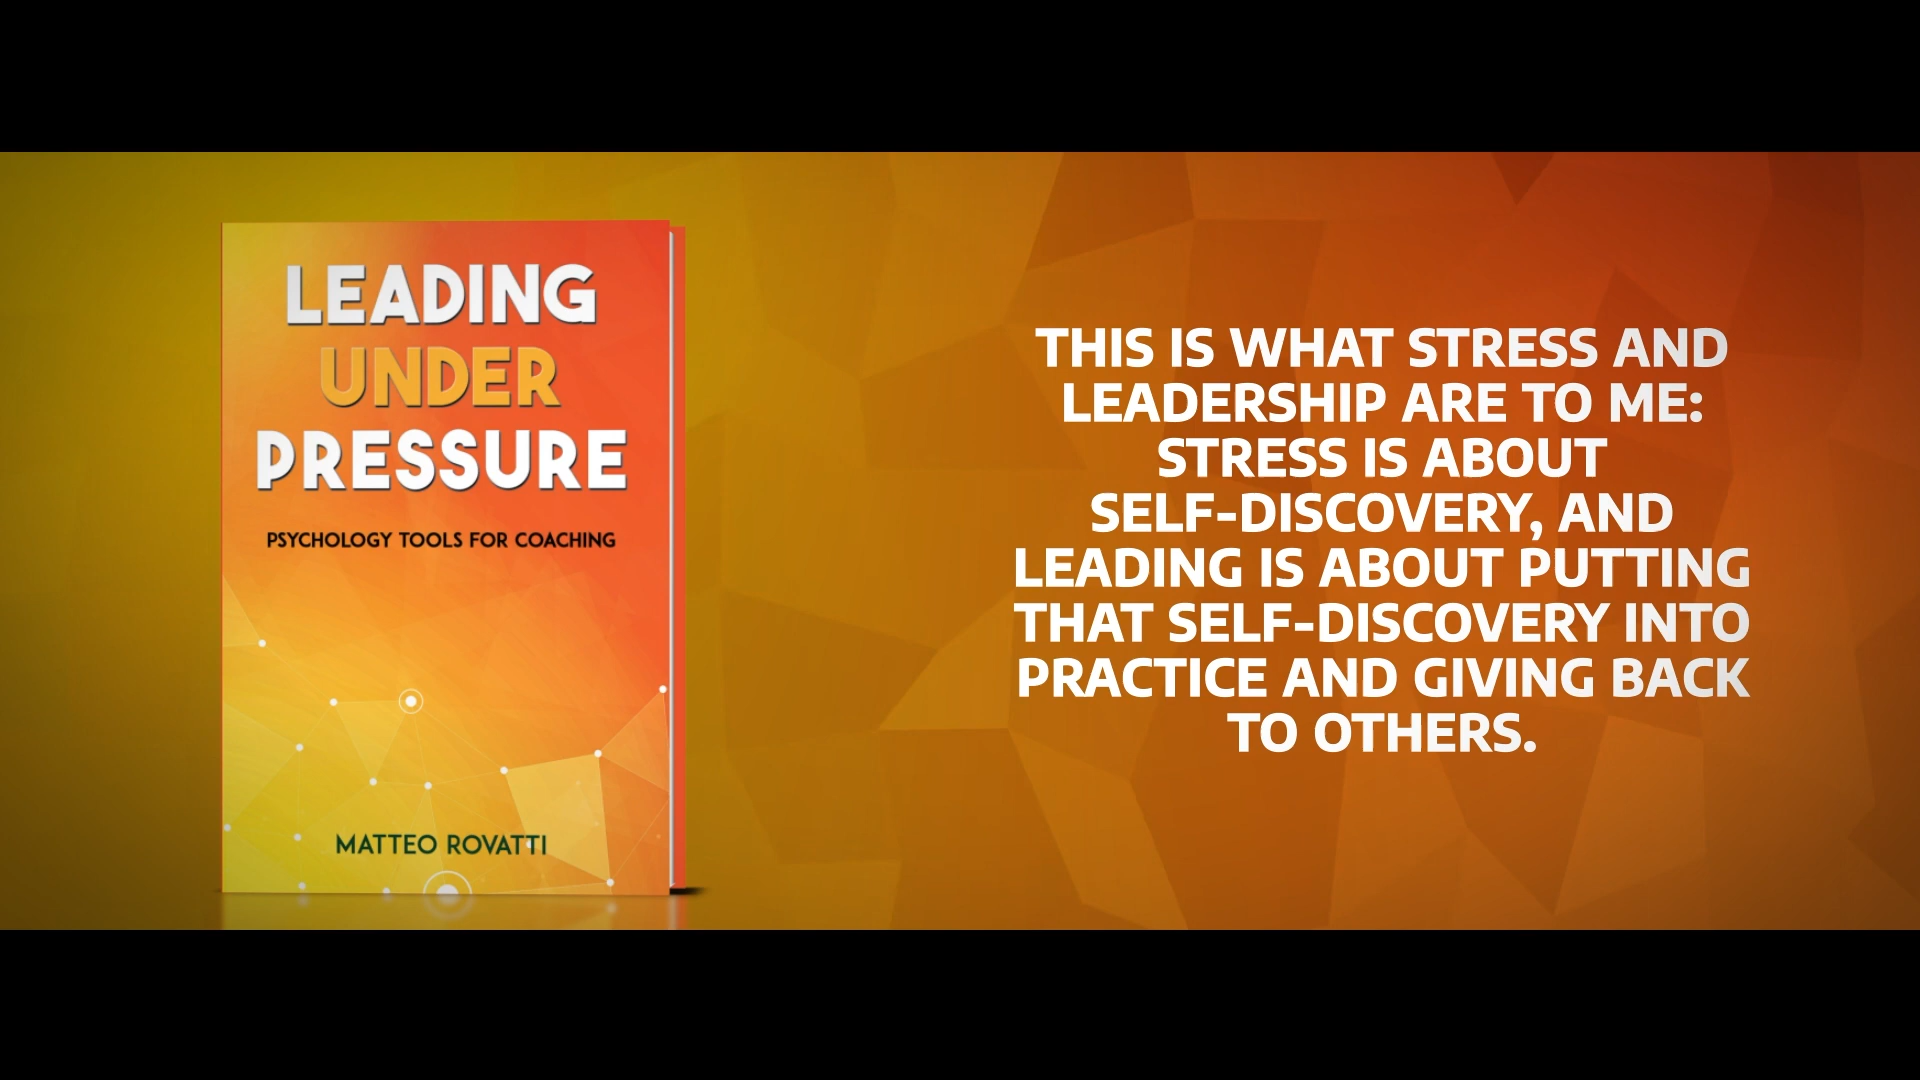 LEADING
UNDER
PRESSURE
PSYCHOLOGY TOOLS FOR COACHING
MATTEO ROVATTI
THIS IS WHAT STRESS AND
LEADERSHIP ARE TO ME:
STRESS IS ABOUT
SELF-DISCOVERY, AND
LEADING IS ABOUT PUTTING
THAT SELF-DISCOVERY INTO
PRACTICE AND GIVING BACK
TO OTHERS.